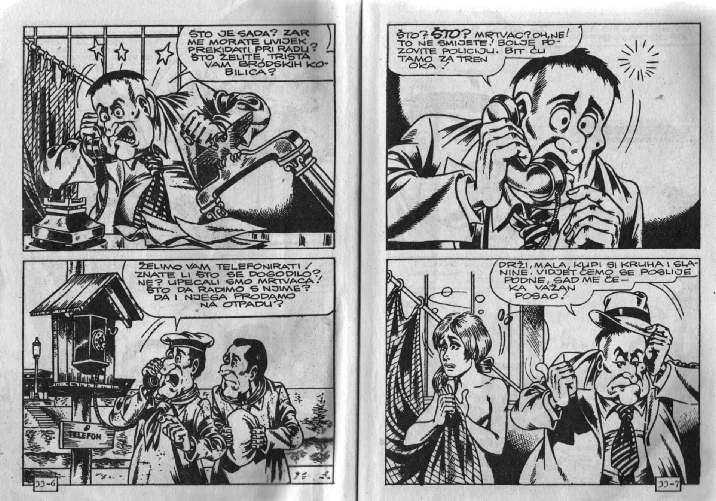 ŠTO JE SADA? ZAR
ME MORATE UVIJEK
PREKIDATI PRI RADU?
ŠTO ŽELITE, TRISTA
VAM BRODSKIH KO-
BILICA?
ŽELIMO VAM TELEFONIRATI!
ZNATE LI ŠTO SE DOGODILO?
NE? UPECALI SMO MRTVACA!
ŠTO DA RADIMO S NJIME?
DA I NJEGA PRODAMO
NA OTPADU?
TELEFON
JJ-6
ŠTO? ŠTO? MRTVAC? OH, NE!
TO NE SMIJETE! BOLJE PO-
ZOVITE POLICIJU. BIT ĆU
TAMO ZA TREN
OKA!
DRŽI, MALA, KUPI SI KRUHA I SLA-
NINE. VIDJET ĆEMO SE POSLIJE
PODNE, SAD ME ČE-
KA VAŽAN
POSAO!
JJ-7